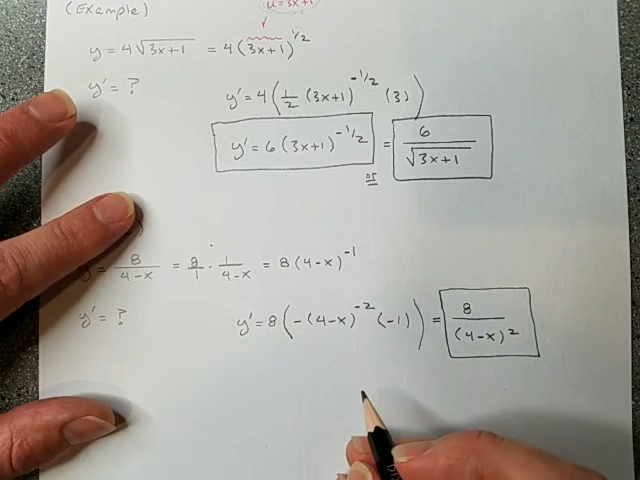 (Example)
u=3x+1
y = 4√3x+1 = 4(3x+1)^1/2
y' = ?
y' = 4(1/2 (3x+1)^-1/2 (3))
y' = 6(3x+1)^-1/2 = 6/√3x+1
or
y = 8/4-x = 8/1 · 1/4-x = 8(4-x)^-1
y' = ?
y' = 8(-(4-x)^-2 (-1)) = 8/(4-x)^2